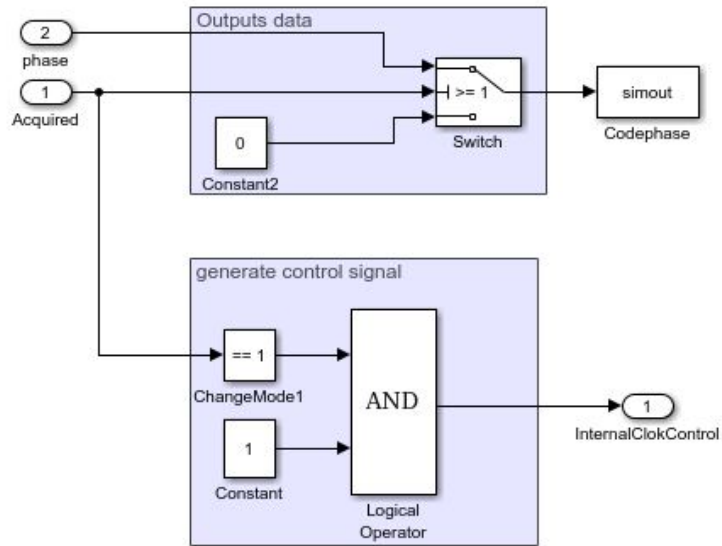 Outputs data
2
phase
1
Acquired
>= 1
Switch
simout
Codephase
0
Constant2
generate control signal
== 1
ChangeMode1
AND
1
InternalClokControl
1
Constant
Logical
Operator